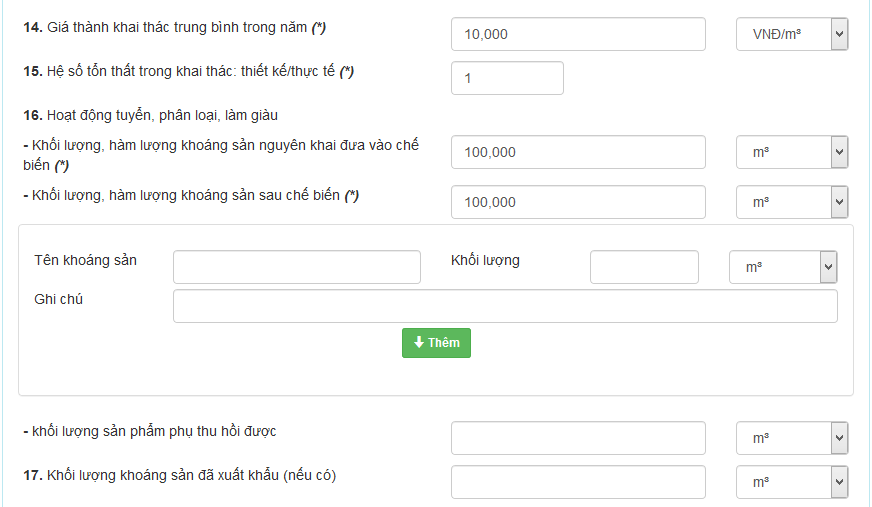 14. Giá thành khai thác trung bình trong năm (*) 10,000 VNĐ/m³
15. Hệ số tổn thất trong khai thác: thiết kế/thực tế (*) 1
16. Hoạt động tuyển, phân loại, làm giàu
- Khối lượng, hàm lượng khoáng sản nguyên khai đưa vào chế
biến (*) 100,000 m³
- Khối lượng, hàm lượng khoáng sản sau chế biến (*) 100,000 m³
Tên khoáng sản Khối lượng m³
Ghi chú
Thêm
- khối lượng sản phẩm phụ thu hồi được m³
17. Khối lượng khoáng sản đã xuất khẩu (nếu có) m³